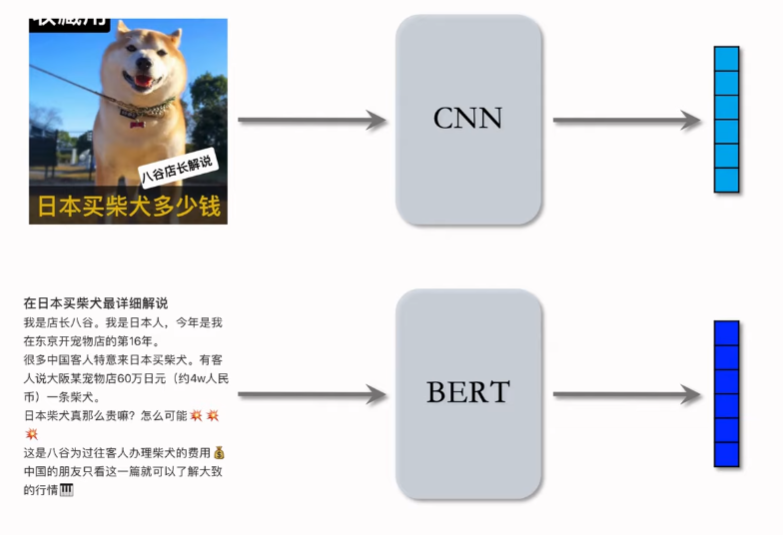 收藏用
八谷店长解说
日本买柴犬多少钱
CNN
在日本买柴犬最详细解说
我是店长八谷。我是日本人，今年是我
在东京开宠物店的第16年。
很多中国客人特意来日本买柴犬。有客
人说大阪某宠物店60万日元（约4w人民
币）一条柴犬。
日本柴犬真那么贵嘛？怎么可能💥💥
💥
这是八谷为过往客人办理柴犬的费用💰
中国的朋友只看这一篇就可以了解大致
的行情🎹
BERT